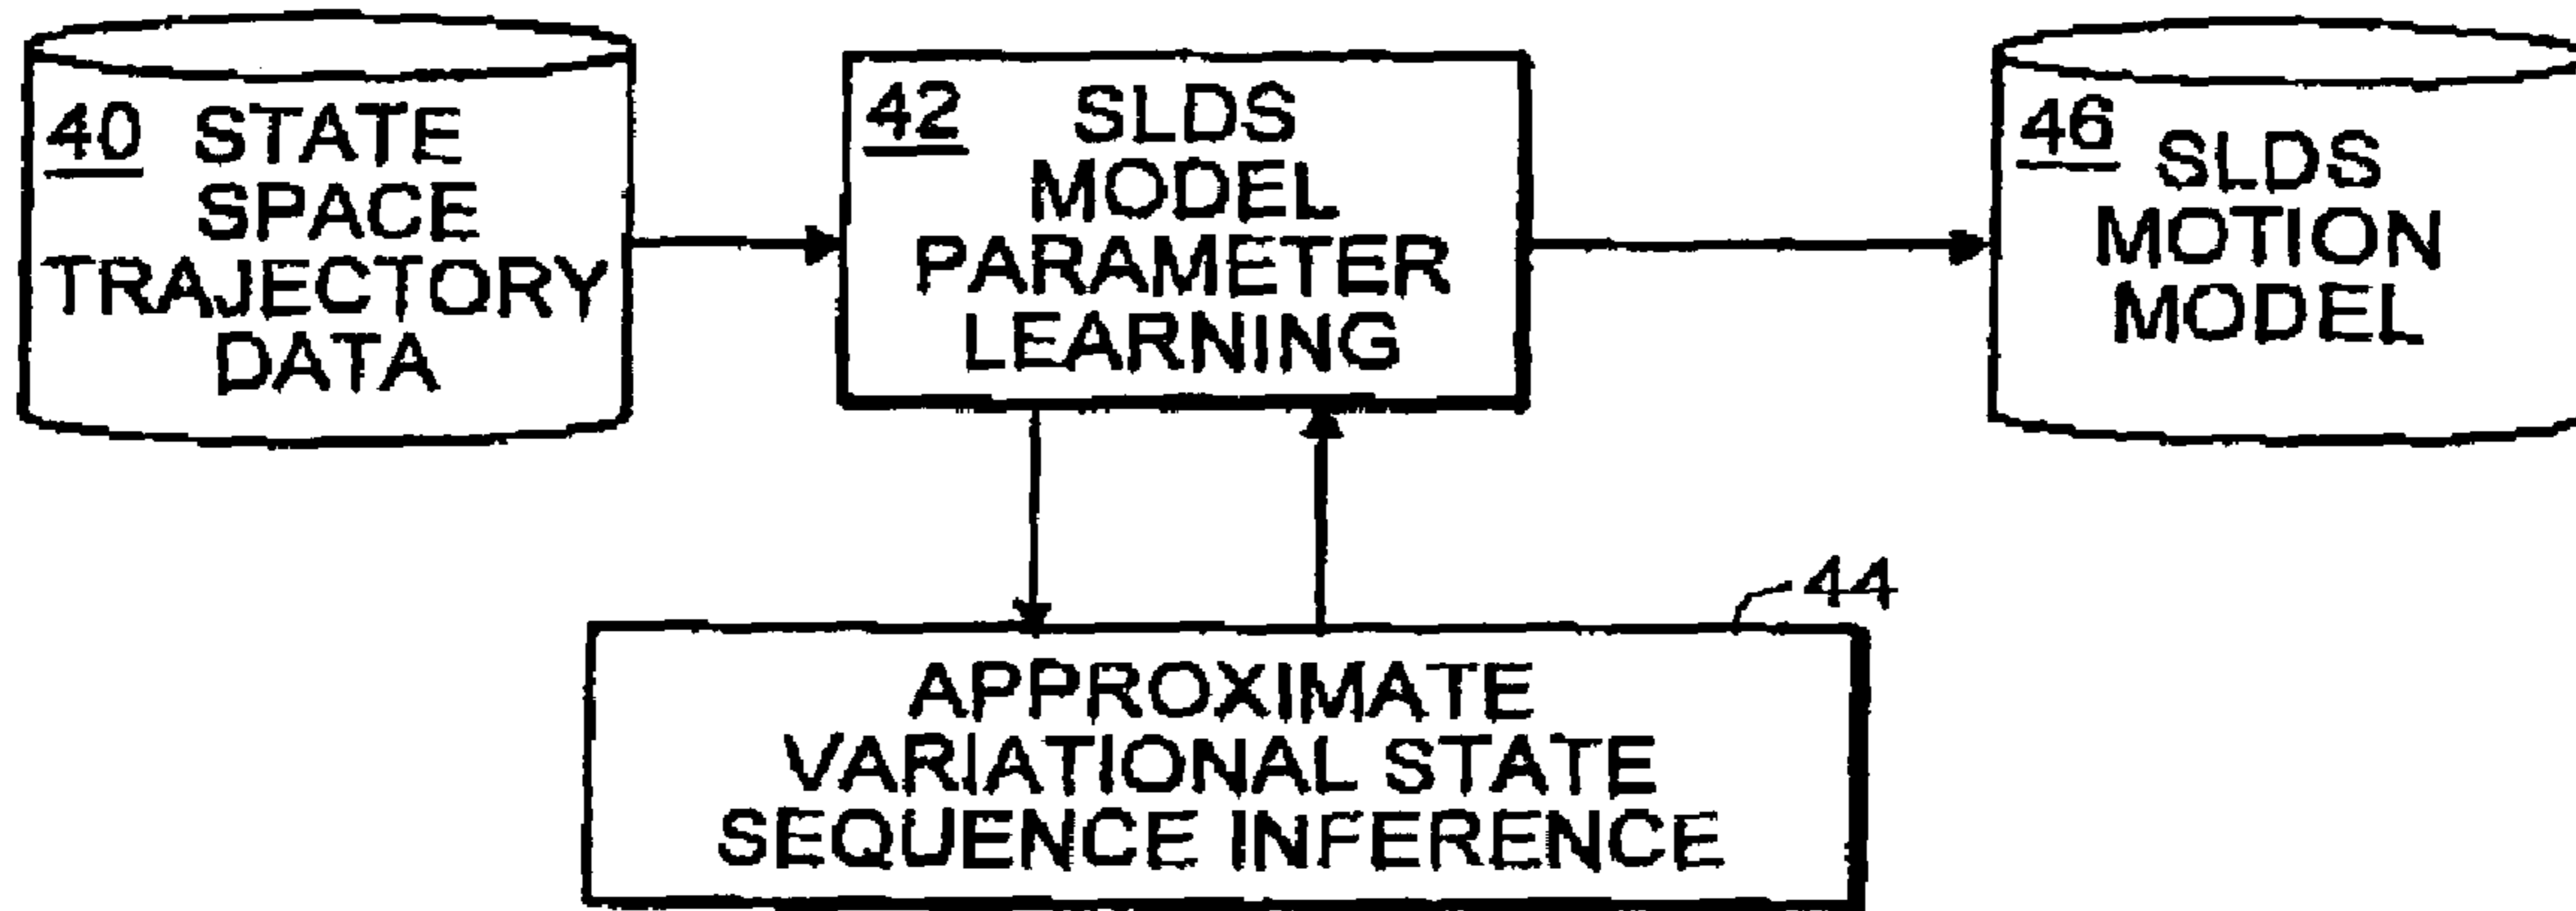 40 STATE
SPACE
TRAJECTORY
DATA
42 SLDS
MODEL
PARAMETER
LEARNING
46 SLDS
MOTION
MODEL
44
APPROXIMATE
VARIATIONAL STATE
SEQUENCE INFERENCE